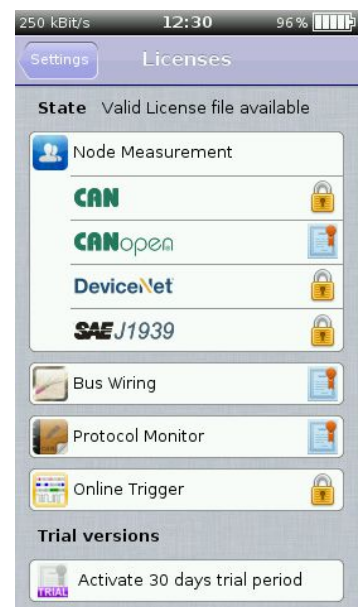 250 kBit/s 12:30 96%
Settings Licenses
State Valid License file available
Node Measurement
CAN
CANopen
DeviceNet
SAE J1939
Bus Wiring
Protocol Monitor
Online Trigger
Trial versions
TRIAL Activate 30 days trial period